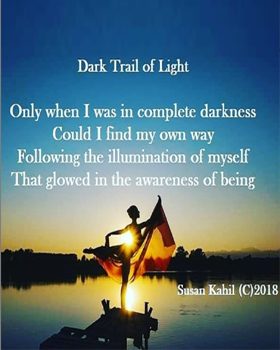 Dark Trail of Light
Only when I was in complete darkness
Could I find my own way
Following the illumination of myself
That glowed in the awareness of being
Susan Kahil (C)2018